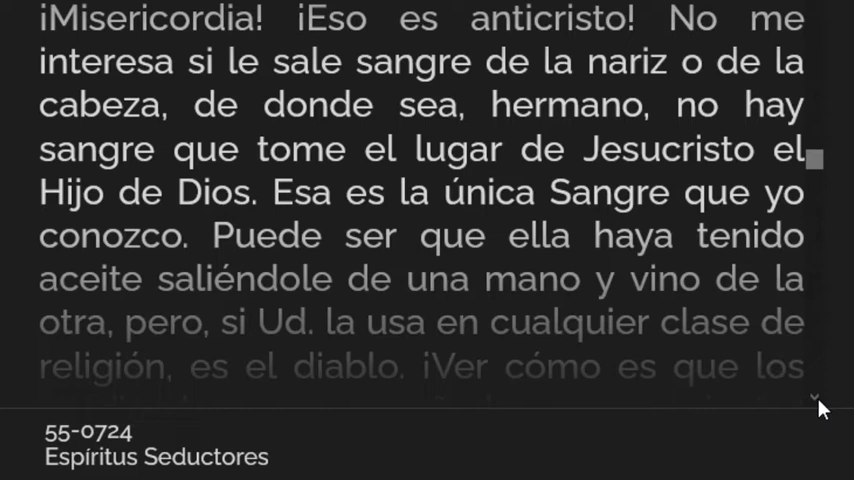 ¡Misericordia! ¡Eso es anticristo! No me
interesa si le sale sangre de la nariz o de la
cabeza, de donde sea, hermano, no hay
sangre que tome el lugar de Jesucristo el
Hijo de Dios. Esa es la única Sangre que yo
conozco. Puede ser que ella haya tenido
aceite saliéndole de una mano y vino de la
otra, pero, si Ud. la usa en cualquier clase de
religión, es el diablo. ¡Ver cómo es que los
55-0724
Espíritus Seductores